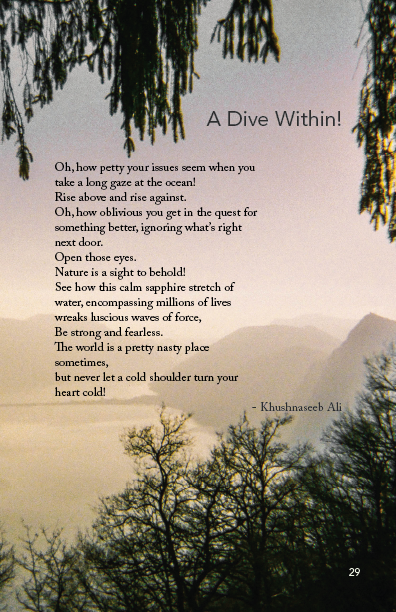 A Dive Within!
Oh, how petty your issues seem when you
take a long gaze at the ocean!
Rise above and rise against.
Oh, how oblivious you get in the quest for
something better, ignoring what's right
next door.
Open those eyes.
Nature is a sight to behold!
See how this calm sapphire stretch of
water, encompassing millions of lives
wreaks luscious waves of force,
Be strong and fearless.
The world is a pretty nasty place
sometimes,
but never let a cold shoulder turn your
heart cold!
- Khushnaseeb Ali
29